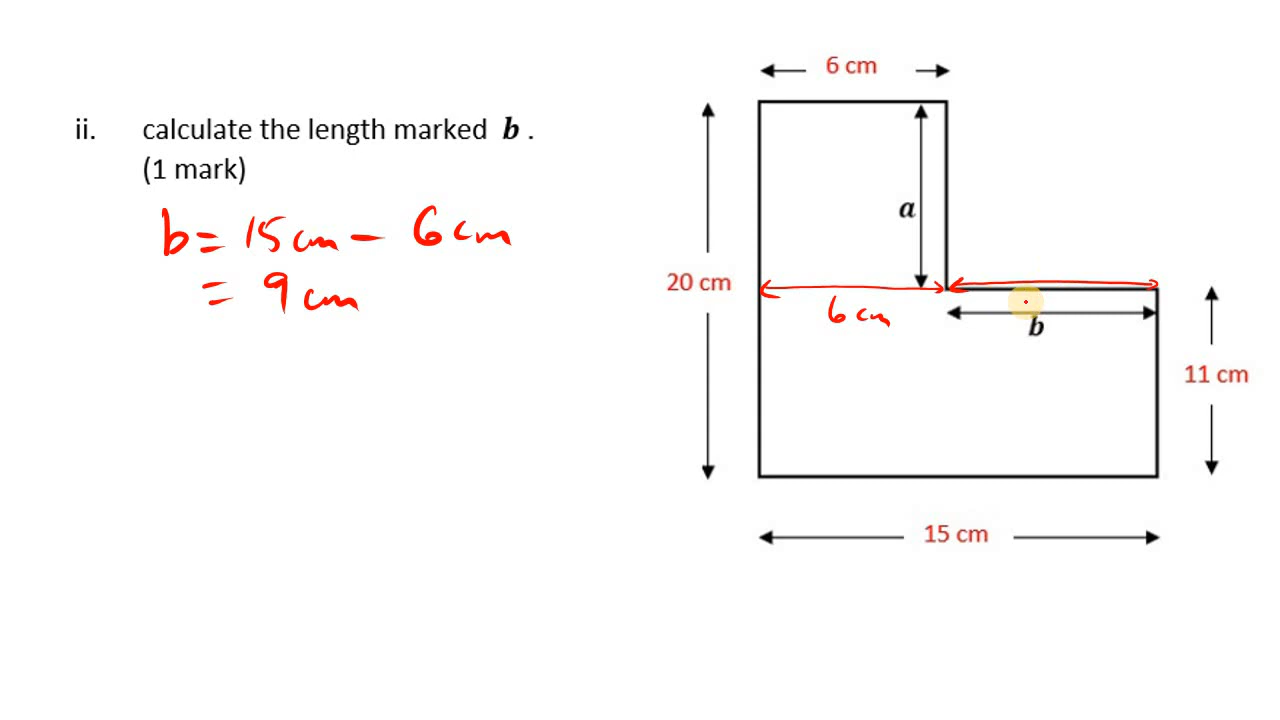 ii. calculate the length marked b .
(1 mark)
b = 15 cm - 6 cm
= 9 cm
6 cm
a
20 cm
6 cm
b
11 cm
15 cm